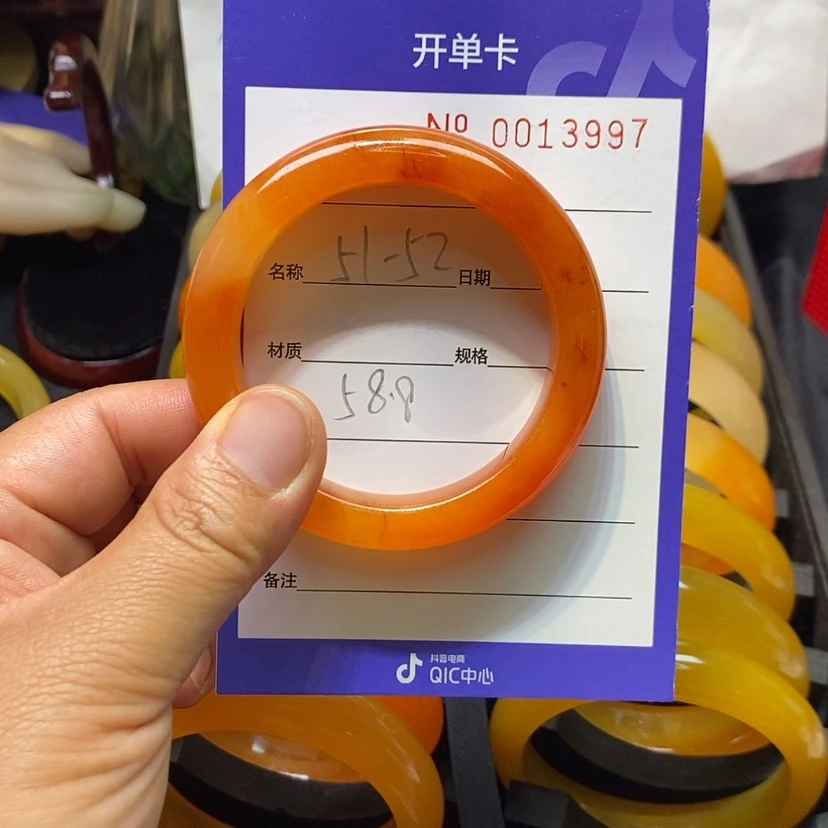 开单卡
№ 0013997
51-52
名称 日期
材质 规格
58.8
备注
抖音电商
QIC中心